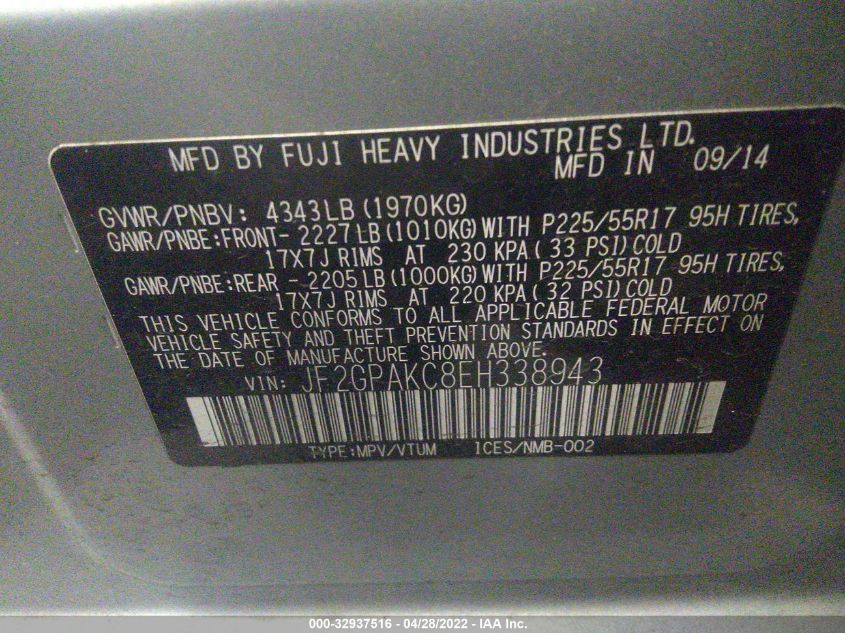 MFD BY FUJI HEAVY INDUSTRIES LTD.
MFD IN 09/14
GVWR/PNBV: 4343LB (1970KG)
GAWR/PNBE:FRONT- 2227LB (1010KG) WITH P225/55R17 95H TIRES,
17X7J RIMS AT 230 KPA ( 33 PSI) COLD
GAWR/PNBE:REAR - 2205LB (1000KG) WITH P225/55R17 95H TIRES,
17X7J RIMS AT 220 KPA ( 32 PSI) COLD
THIS VEHICLE CONFORMS TO ALL APPLICABLE FEDERAL MOTOR
VEHICLE SAFETY AND THEFT PREVENTION STANDARDS IN EFFECT ON
THE DATE OF MANUFACTURE SHOWN ABOVE.
VIN: JF2GPAKC8EH338943
TYPE:MPV/VTUM ICES/NMB-002
000-32937516 - 04/28/2022 - IAA Inc.